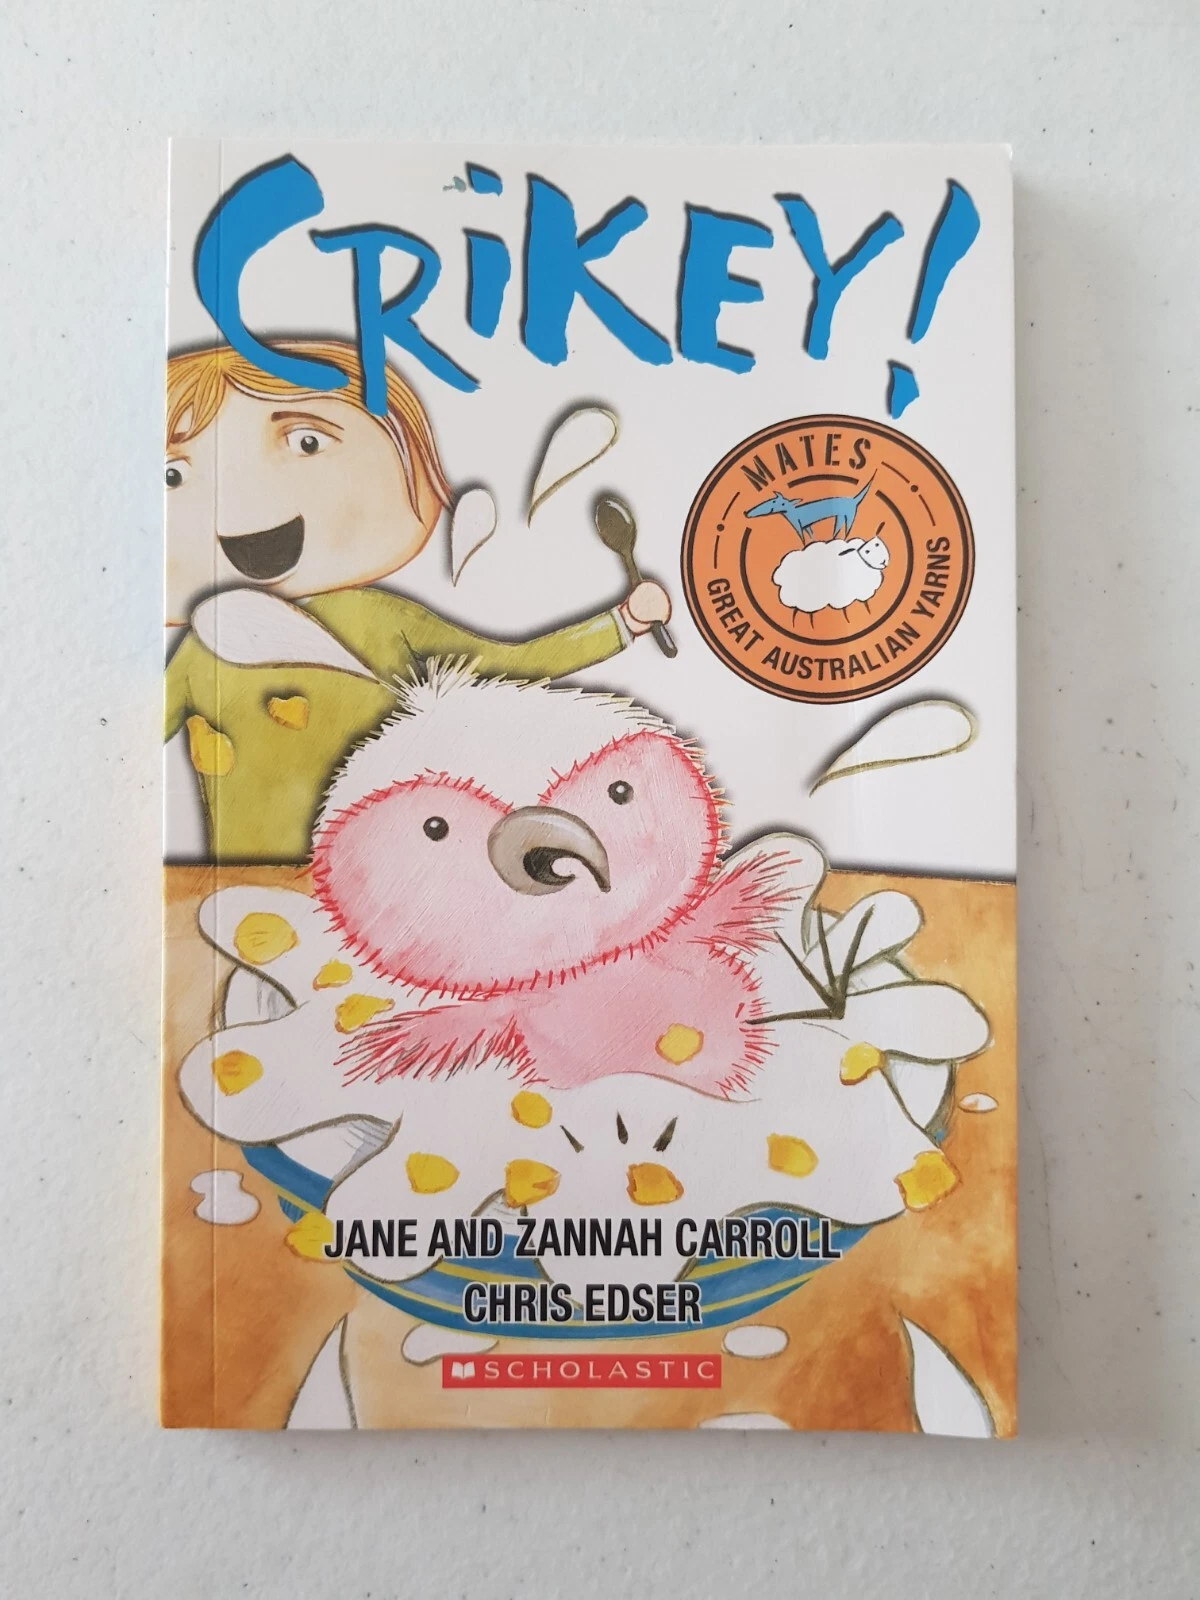 CRiKEY!
MATES
GREAT AUSTRALIAN YARNS
JANE AND ZANNAH CARROLL
CHRIS EDSER
SCHOLASTIC